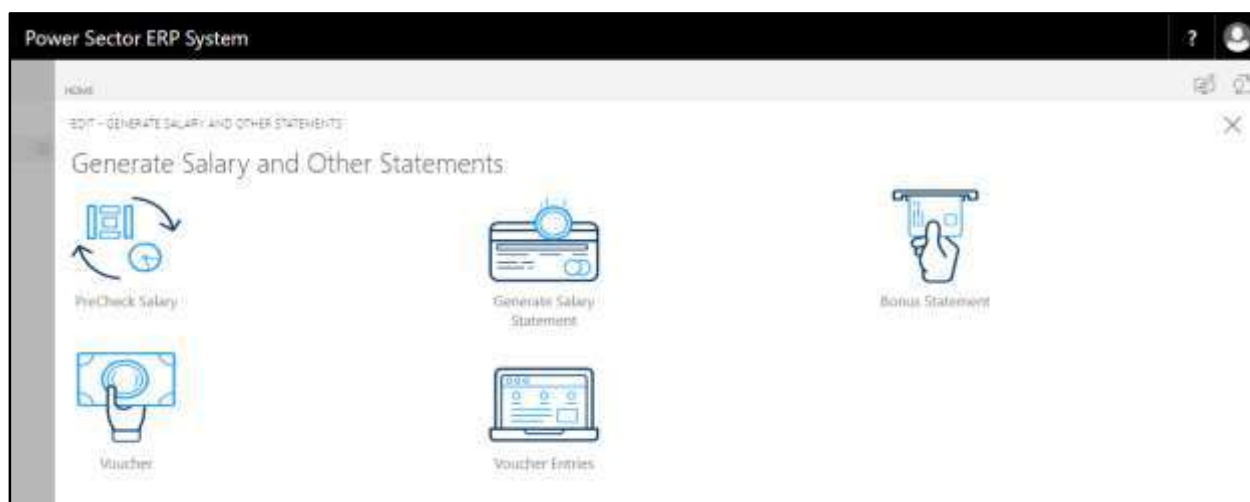 Power Sector ERP System
?
HOME
EDIT - GENERATE SALARY AND OTHER STATEMENTS
Generate Salary and Other Statements
PreCheck Salary
Generate Salary
Statement
Bonus Statement
Voucher
Voucher Entries